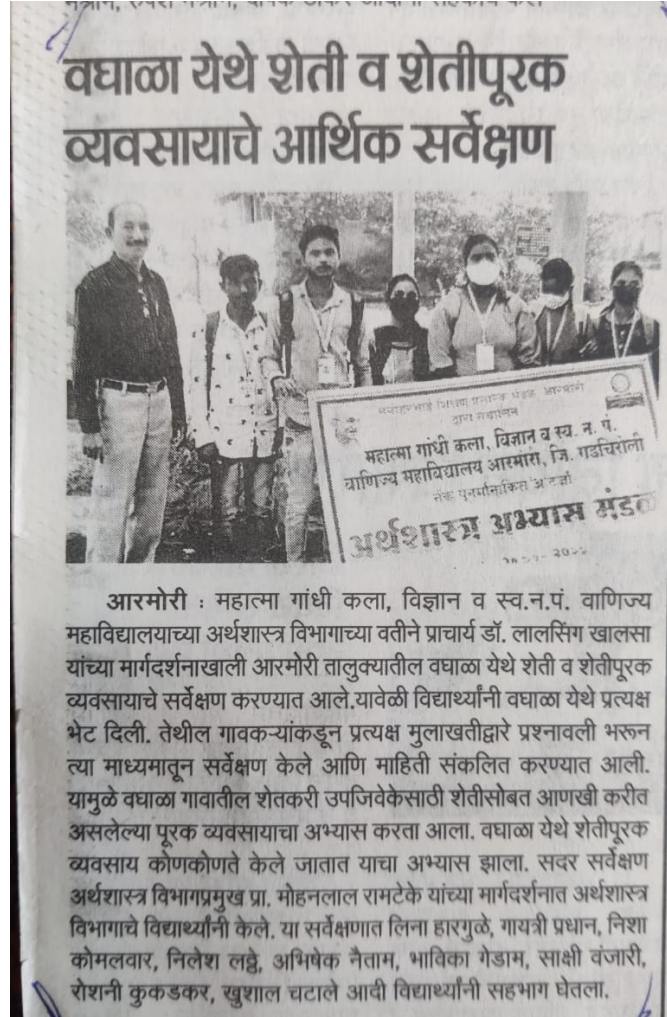 वघाळा येथे शेती व शेतीपूरक
व्यवसायाचे आर्थिक सर्वेक्षण
महात्मा गांधी कला, विज्ञान व स्व. न. पं.
वाणिज्य महाविद्यालय आरमोरी, जि. गडचिरोली
अर्थशास्त्र अभ्यास मंडळ
आरमोरी : महात्मा गांधी कला, विज्ञान व स्व.न.पं. वाणिज्य
महाविद्यालयाच्या अर्थशास्त्र विभागाच्या वतीने प्राचार्य डॉ. लालसिंग खालसा
यांच्या मार्गदर्शनाखाली आरमोरी तालुक्यातील वघाळा येथे शेती व शेतीपूरक
व्यवसायाचे सर्वेक्षण करण्यात आले.यावेळी विद्यार्थ्यांनी वघाळा येथे प्रत्यक्ष
भेट दिली. तेथील गावकऱ्यांकडून प्रत्यक्ष मुलाखतीद्वारे प्रश्नावली भरून
त्या माध्यमातून सर्वेक्षण केले आणि माहिती संकलित करण्यात आली.
यामुळे वघाळा गावातील शेतकरी उपजिवेकेसाठी शेतीसोबत आणखी करीत
असलेल्या पूरक व्यवसायाचा अभ्यास करता आला. वघाळा येथे शेतीपूरक
व्यवसाय कोणकोणते केले जातात याचा अभ्यास झाला. सदर सर्वेक्षण
अर्थशास्त्र विभागप्रमुख प्रा. मोहनलाल रामटेके यांच्या मार्गदर्शनात अर्थशास्त्र
विभागाचे विद्यार्थ्यांनी केले. या सर्वेक्षणात लिना हारगुळे, गायत्री प्रधान, निशा
कोमलवार, निलेश लठ्ठे, अभिषेक नैताम, भाविका गेडाम, साक्षी वंजारी,
रोशनी कुकडकर, खुशाल चटाले आदी विद्यार्थ्यांनी सहभाग घेतला.